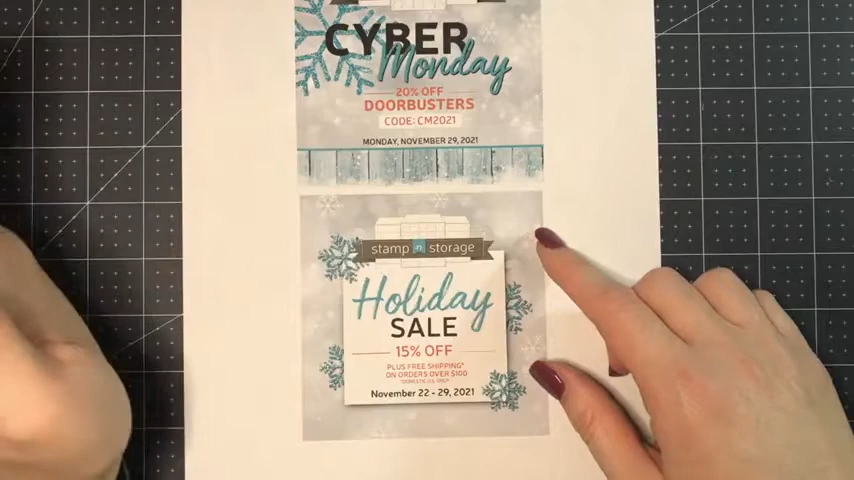 CYBER
Monday
20% OFF
DOORBUSTERS
CODE: CM2021
MONDAY, NOVEMBER 29, 2021
stamp n storage
Holiday
SALE
15% OFF
PLUS FREE SHIPPING*
ON ORDERS OVER $100
*DOMESTIC U.S. ONLY*
November 22 - 29, 2021